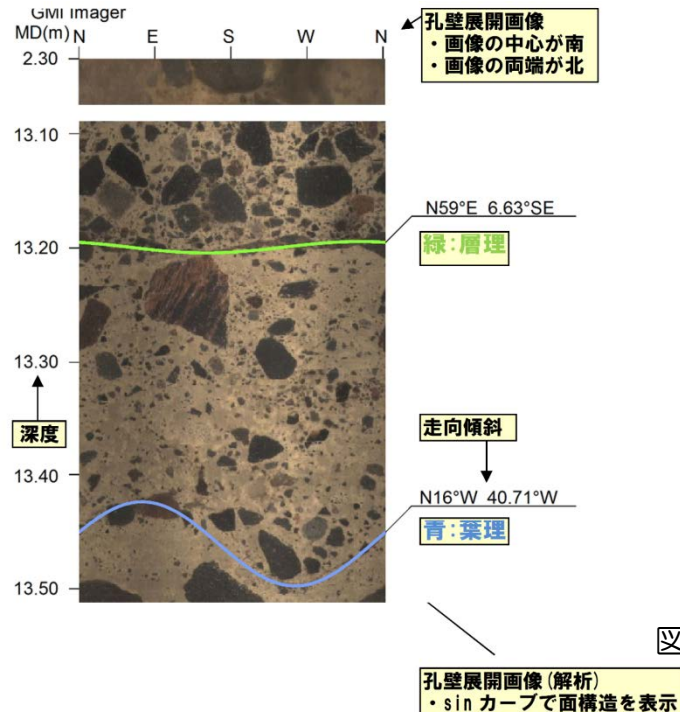 GMI Imager
MD(m) N E S W N
2.30
孔壁展開画像
・画像の中心が南
・画像の両端が北
13.10
N59°E 6.63°SE
13.20
緑:層理
13.30
深度
走向傾斜
13.40
N16°W 40.71°W
青:葉理
13.50
図
孔壁展開画像(解析)
・sin カーブで面構造を表示